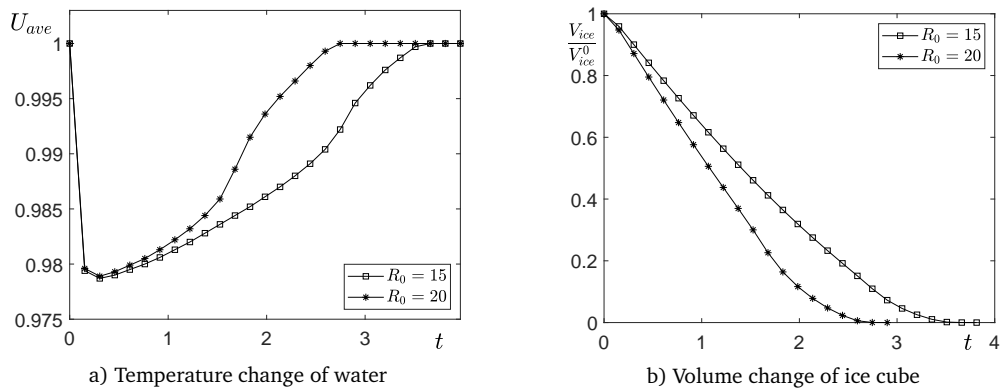 U_ave
1
0.995
0.99
0.985
0.98
0.975
0 1 2 3 t
R_0 = 15
R_0 = 20
a) Temperature change of water
V_ice
V^0_ice
1
0.8
0.6
0.4
0.2
0
0 1 2 3 t 4
R_0 = 15
R_0 = 20
b) Volume change of ice cube